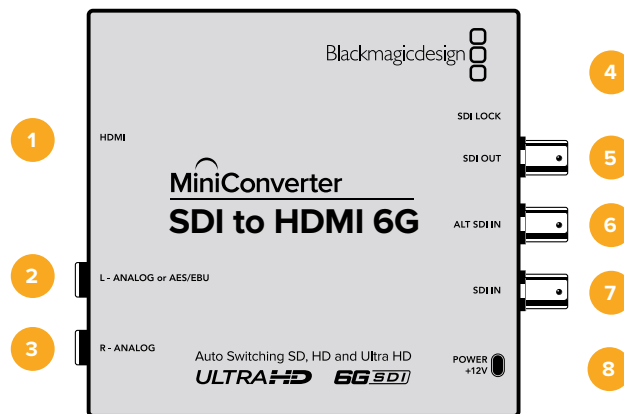 Blackmagicdesign
4
SDI LOCK
1
HDMI
SDI OUT
5
MiniConverter
SDI to HDMI 6G
ALT SDI IN
6
2
L - ANALOG or AES/EBU
SDI IN
7
3
R - ANALOG
Auto Switching SD, HD and Ultra HD
ULTRAHD 6G SDI
POWER
+12V
8